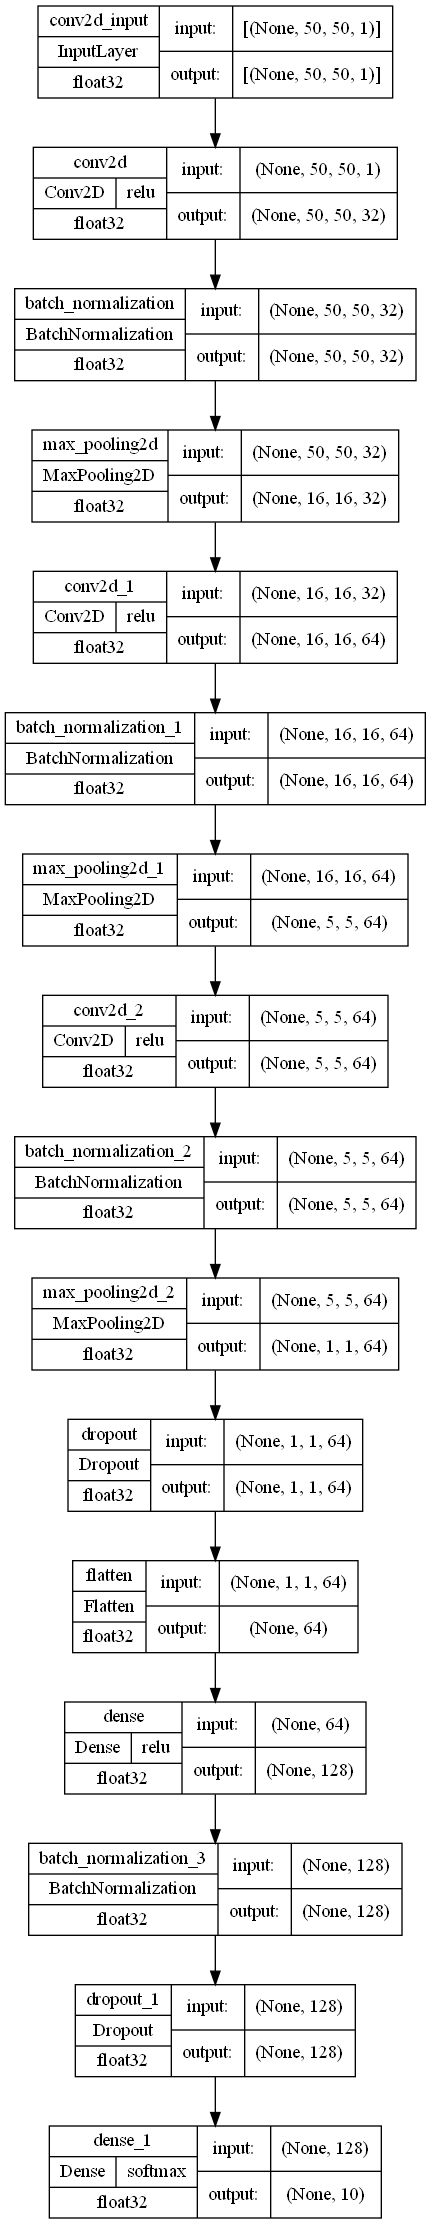 conv2d_input
InputLayer
float32
input: [(None, 50, 50, 1)]
output: [(None, 50, 50, 1)]
conv2d
Conv2D relu
float32
input: (None, 50, 50, 1)
output: (None, 50, 50, 32)
batch_normalization
BatchNormalization
float32
input: (None, 50, 50, 32)
output: (None, 50, 50, 32)
max_pooling2d
MaxPooling2D
float32
input: (None, 50, 50, 32)
output: (None, 16, 16, 32)
conv2d_1
Conv2D relu
float32
input: (None, 16, 16, 32)
output: (None, 16, 16, 64)
batch_normalization_1
BatchNormalization
float32
input: (None, 16, 16, 64)
output: (None, 16, 16, 64)
max_pooling2d_1
MaxPooling2D
float32
input: (None, 16, 16, 64)
output: (None, 5, 5, 64)
conv2d_2
Conv2D relu
float32
input: (None, 5, 5, 64)
output: (None, 5, 5, 64)
batch_normalization_2
BatchNormalization
float32
input: (None, 5, 5, 64)
output: (None, 5, 5, 64)
max_pooling2d_2
MaxPooling2D
float32
input: (None, 5, 5, 64)
output: (None, 1, 1, 64)
dropout
Dropout
float32
input: (None, 1, 1, 64)
output: (None, 1, 1, 64)
flatten
Flatten
float32
input: (None, 1, 1, 64)
output: (None, 64)
dense
Dense relu
float32
input: (None, 64)
output: (None, 128)
batch_normalization_3
BatchNormalization
float32
input: (None, 128)
output: (None, 128)
dropout_1
Dropout
float32
input: (None, 128)
output: (None, 128)
dense_1
Dense softmax
float32
input: (None, 128)
output: (None, 10)